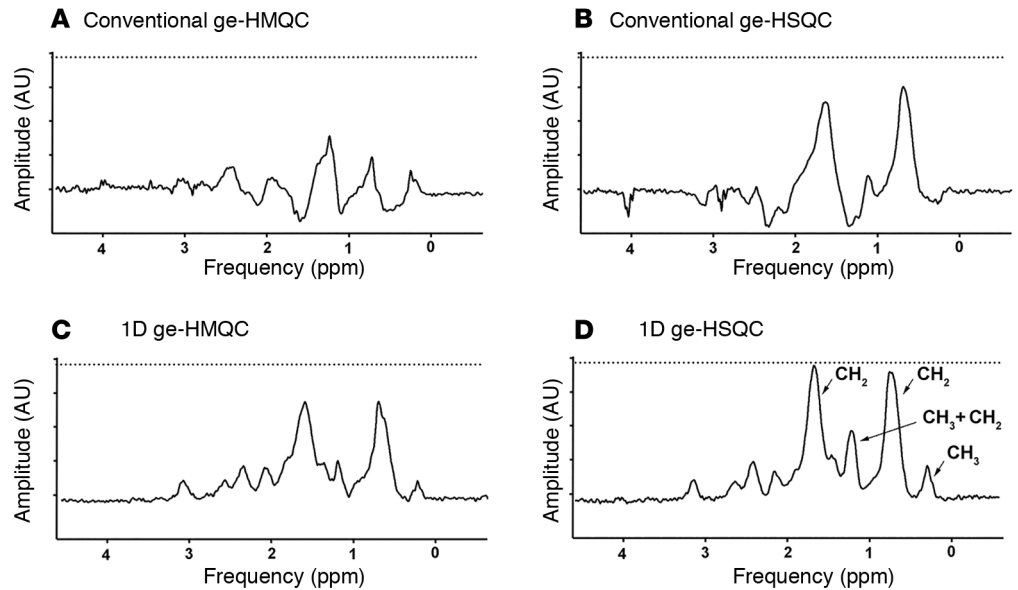 A Conventional ge-HMQC
Amplitude (AU)
4 3 2 1 0
Frequency (ppm)
B Conventional ge-HSQC
Amplitude (AU)
4 3 2 1 0
Frequency (ppm)
C 1D ge-HMQC
Amplitude (AU)
4 3 2 1 0
Frequency (ppm)
D 1D ge-HSQC
Amplitude (AU)
CH₂ CH₂
CH₃+CH₂
CH₃
4 3 2 1 0
Frequency (ppm)